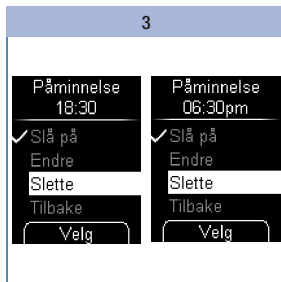 3
Påminnelse
18:30
Slå på
Endre
Slette
Tilbake
Velg
Påminnelse
06:30pm
Slå på
Endre
Slette
Tilbake
Velg